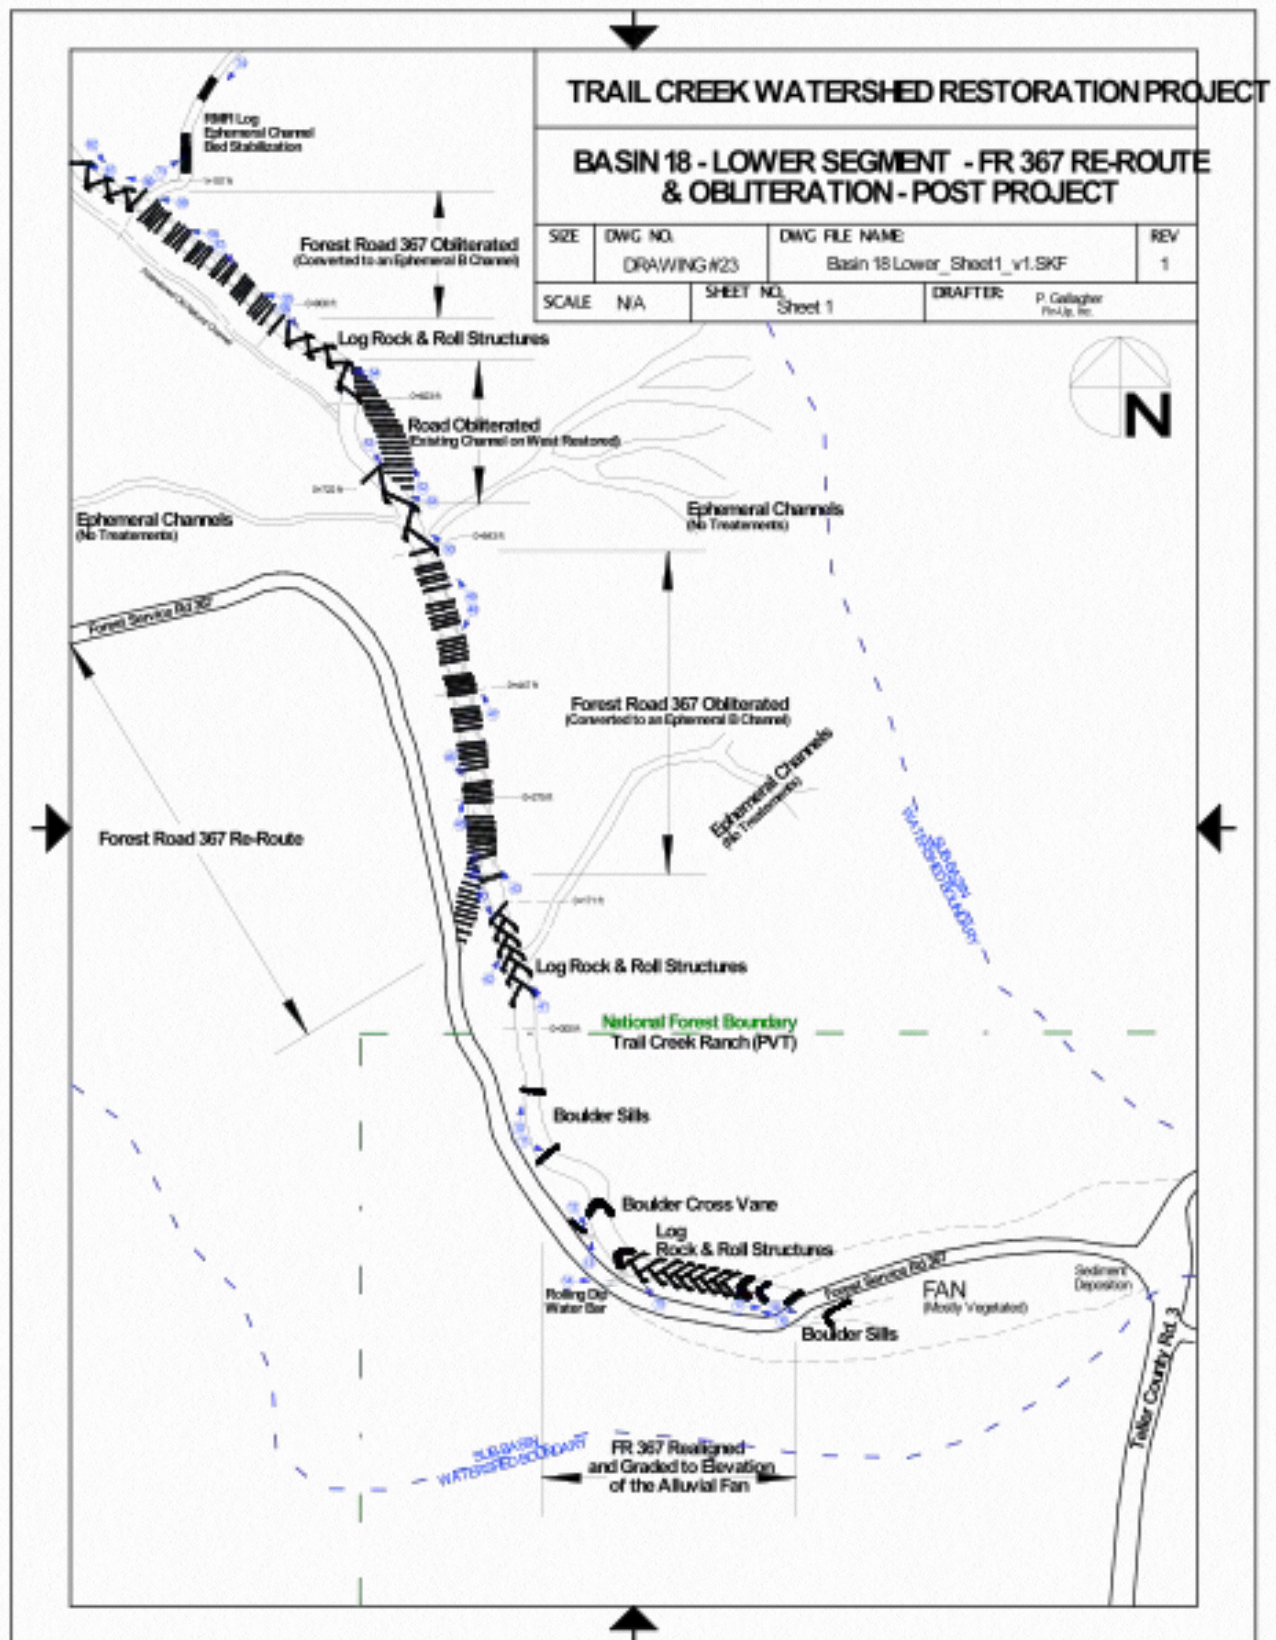 TRAIL CREEK WATERSHED RESTORATION PROJECT
BASIN 18 - LOWER SEGMENT - FR 367 RE-ROUTE
& OBLITERATION - POST PROJECT
SIZE
DWG NO.
DRAWING #23
DWG FILE NAME:
Basin 18 Lower_Sheet1_v1.SKF
REV
1
SCALE N/A
SHEET NO.
Sheet 1
DRAFTER:
P. Gallagher
N
RMR Log
Ephemeral Channel
Bed Stabilization
Forest Road 367 Obliterated
(Converted to an Ephemeral B Channel)
Log Rock & Roll Structures
Road Obliterated
(Existing Channel on West Restored)
Ephemeral Channels
(No Treatements)
Ephemeral Channels
(No Treatements)
Forest Service Rd 367
Forest Road 367 Obliterated
(Converted to an Ephemeral B Channel)
Ephemeral Channels
(No Treatements)
Forest Road 367 Re-Route
SUB-BASIN
WATERSHED BOUNDARY
Log Rock & Roll Structures
National Forest Boundary
Trail Creek Ranch (PVT)
Boulder Sills
Boulder Cross Vane
Log
Rock & Roll Structures
Rolling Dip
Water Bar
Forest Service Rd 367
FAN
(Mostly Vegetated)
Sediment
Deposition
Boulder Sills
Teller County Rd. 3
SUB-BASIN
WATERSHED BOUNDARY
FR 367 Realigned
and Graded to Elevation
of the Alluvial Fan